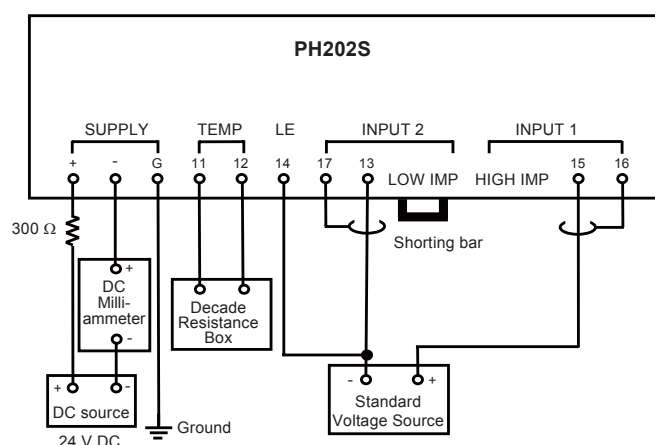 PH202S
SUPPLY TEMP LE INPUT 2 INPUT 1
+ - G 11 12 14 17 13 15 16
LOW IMP HIGH IMP
300 Ω
Shorting bar
+
DC
Milli-
ammeter
-
Decade
Resistance
Box
+ -
DC source
24 V DC
Ground
- +
Standard
Voltage Source